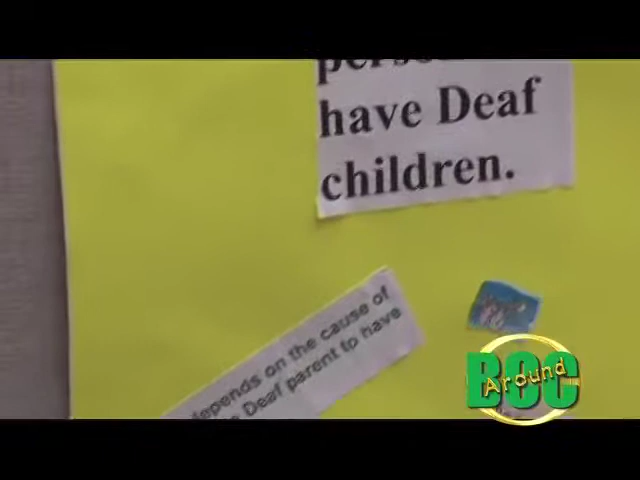 have Deaf
children.
depends on the cause of
Deaf parent to have
BCC
Around